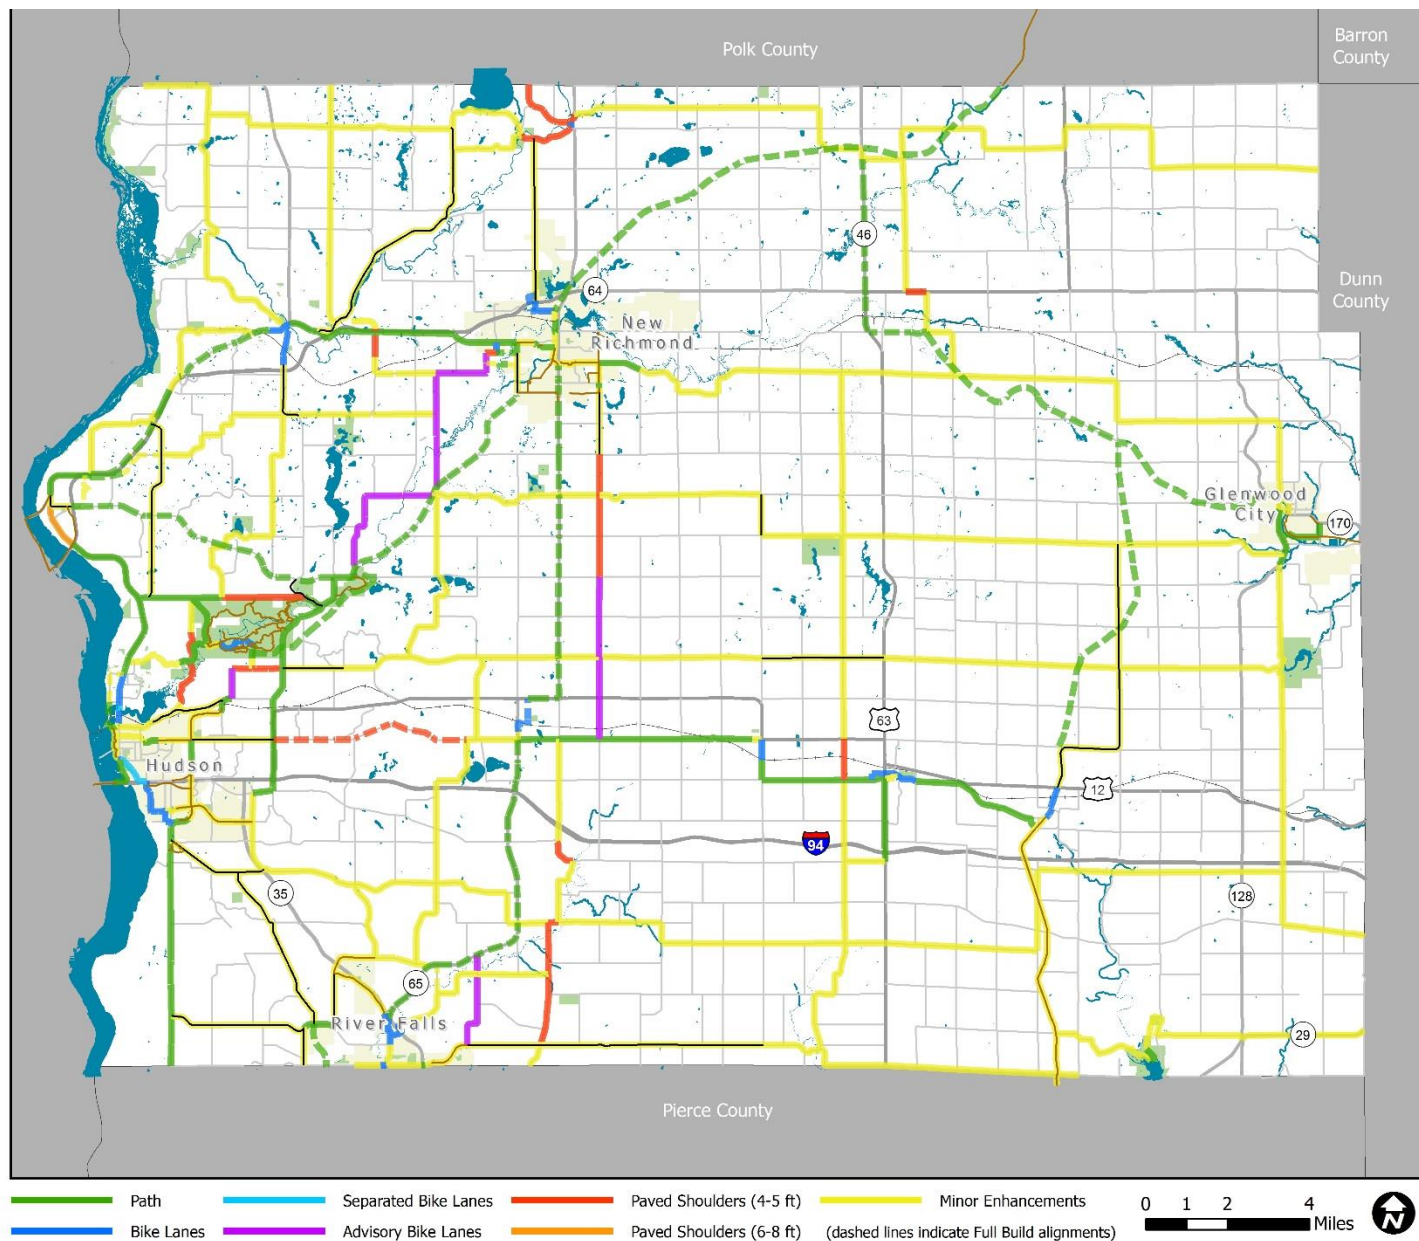 Polk County
Barron
County
46
Dunn
County
64
New
Richmond
Glenwood
City
170
63
Hudson
12
94
35
128
65
River Falls
29
Pierce County
Path
Separated Bike Lanes
Paved Shoulders (4-5 ft)
Minor Enhancements
0 1 2 4
Miles
N
Bike Lanes
Advisory Bike Lanes
Paved Shoulders (6-8 ft)
(dashed lines indicate Full Build alignments)